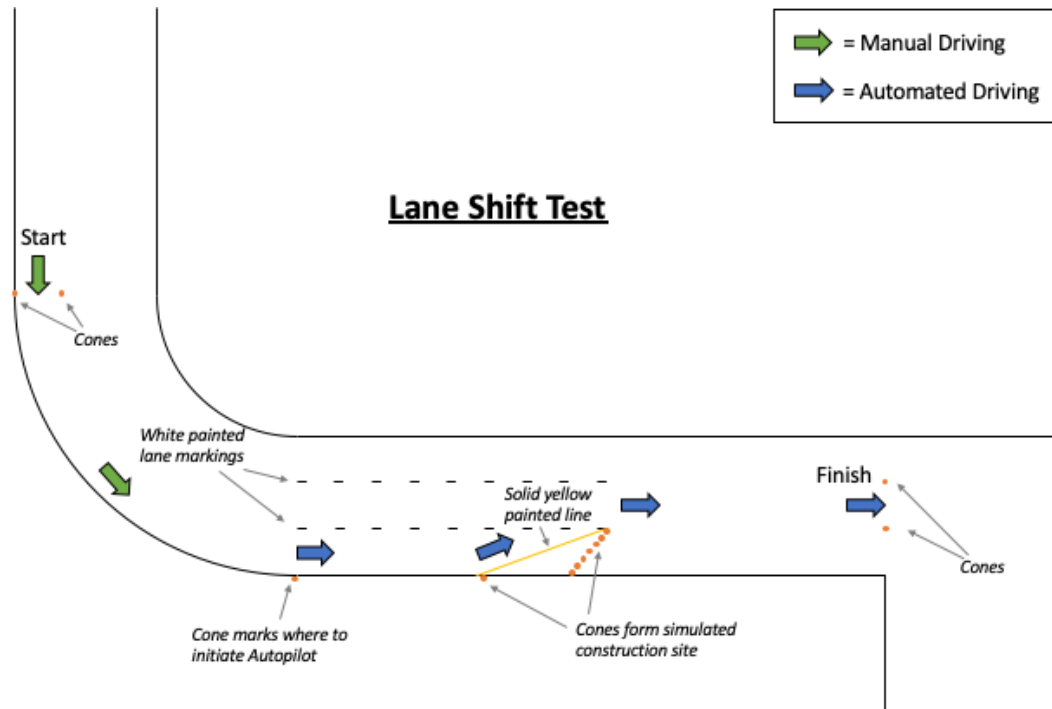 = Manual Driving
= Automated Driving
Lane Shift Test
Start
Cones
White painted
lane markings
Solid yellow
painted line
Finish
Cones
Cone marks where to
initiate Autopilot
Cones form simulated
construction site